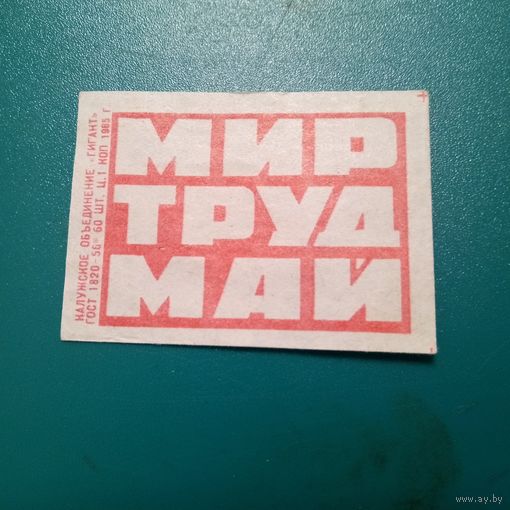 МИР
ТРУД
МАЙ
КАЛУЖСКОЕ ОБЪЕДИНЕНИЕ «ГИГАНТ»
ГОСТ 1820-56* 60 ШТ. Ц.1 КОП 1965 Г
www.ay.by